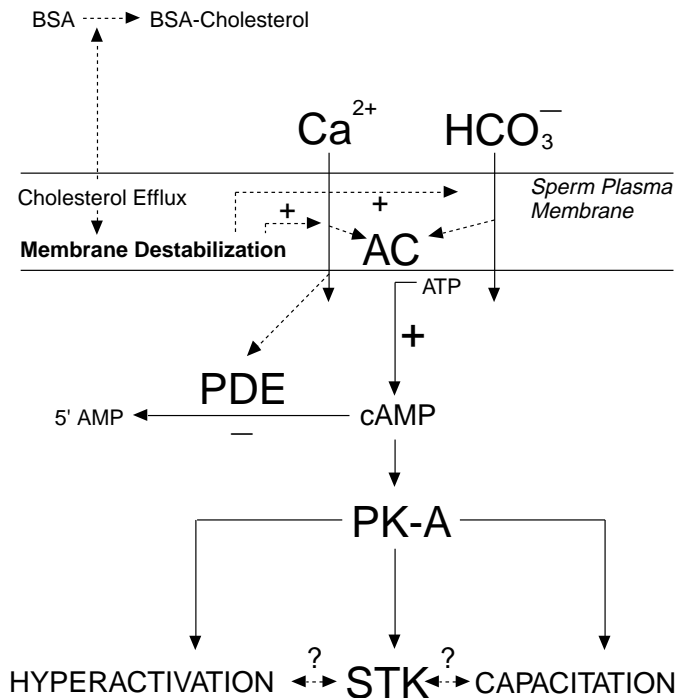 BSA BSA-Cholesterol
Ca2+ HCO3−
Cholesterol Efflux
Sperm Plasma
Membrane
+ +
Membrane Destabilization
AC
ATP
+
PDE
5' AMP cAMP
−
PK-A
? ?
HYPERACTIVATION STK CAPACITATION